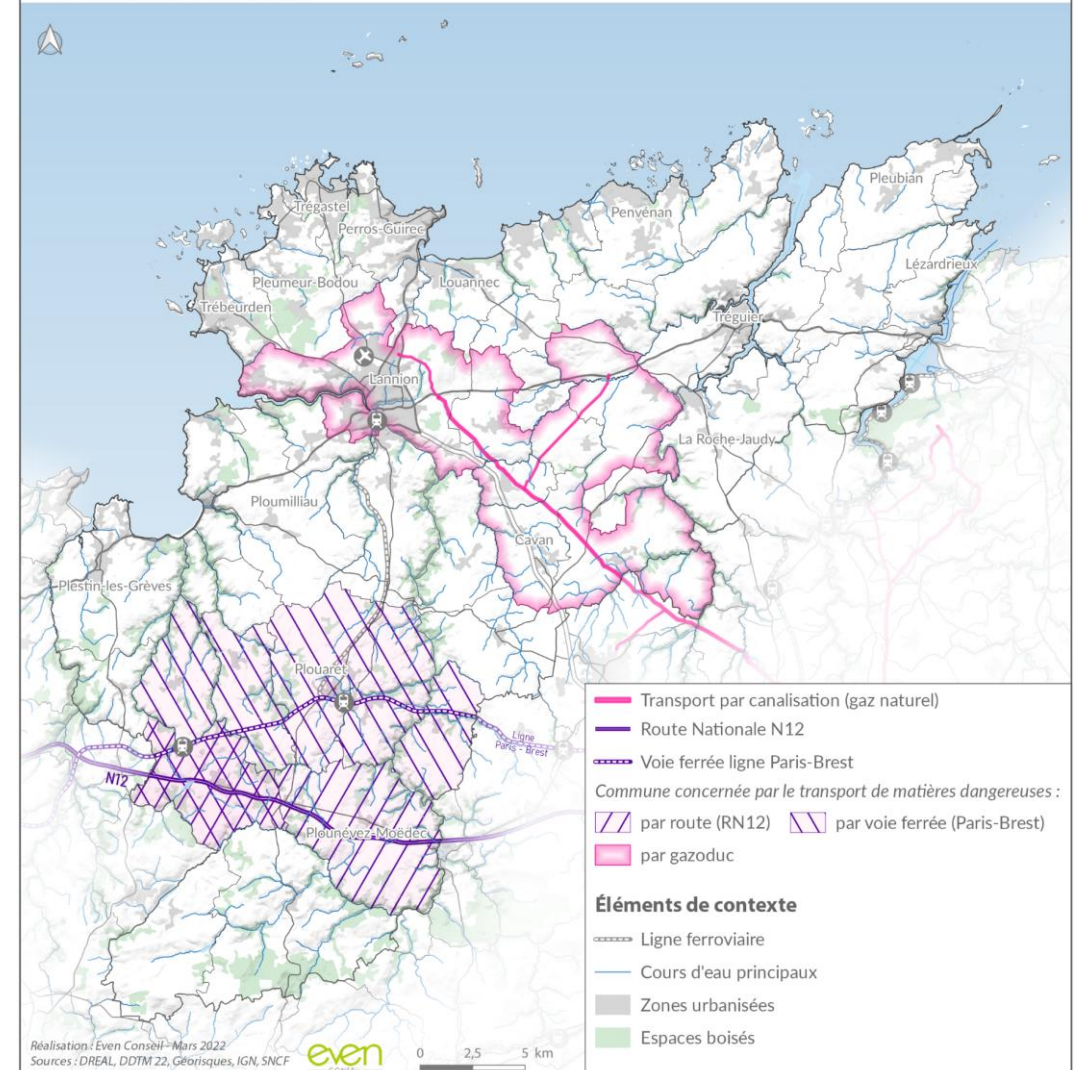 Pleubian
Trégastel
Penvénan
Perros-Guirec
Lézardrieux
Pleumeur-Bodou
Louannec
Trébeurden
Tréguier
Lannion
La Roche-Jaudy
Ploumilliau
Cavan
Plestin-les-Grèves
Plouaret
Ligne
Paris - Brest
N12
Plounévez-Moëdec
Transport par canalisation (gaz naturel)
Route Nationale N12
Voie ferrée ligne Paris-Brest
Commune concernée par le transport de matières dangereuses :
par route (RN12) par voie ferrée (Paris-Brest)
par gazoduc
Éléments de contexte
Ligne ferroviaire
Cours d'eau principaux
Zones urbanisées
Espaces boisés
Réalisation : Even Conseil - Mars 2022
Sources : DREAL, DDTM 22, Géorisques, IGN, SNCF
even
0 2,5 5 km